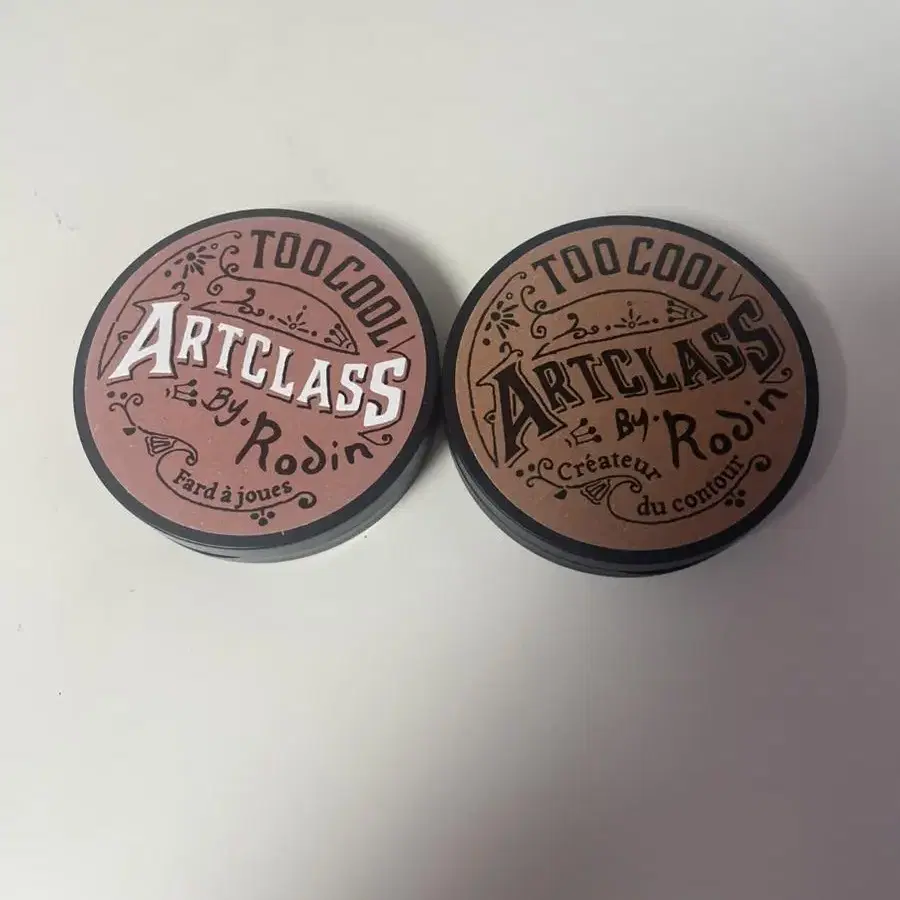 TOO COOL
ARTCLASS
By. Rodin
Fard à joues
TOO COOL
ARTCLASS
By. Rodin
Créateur
du contour